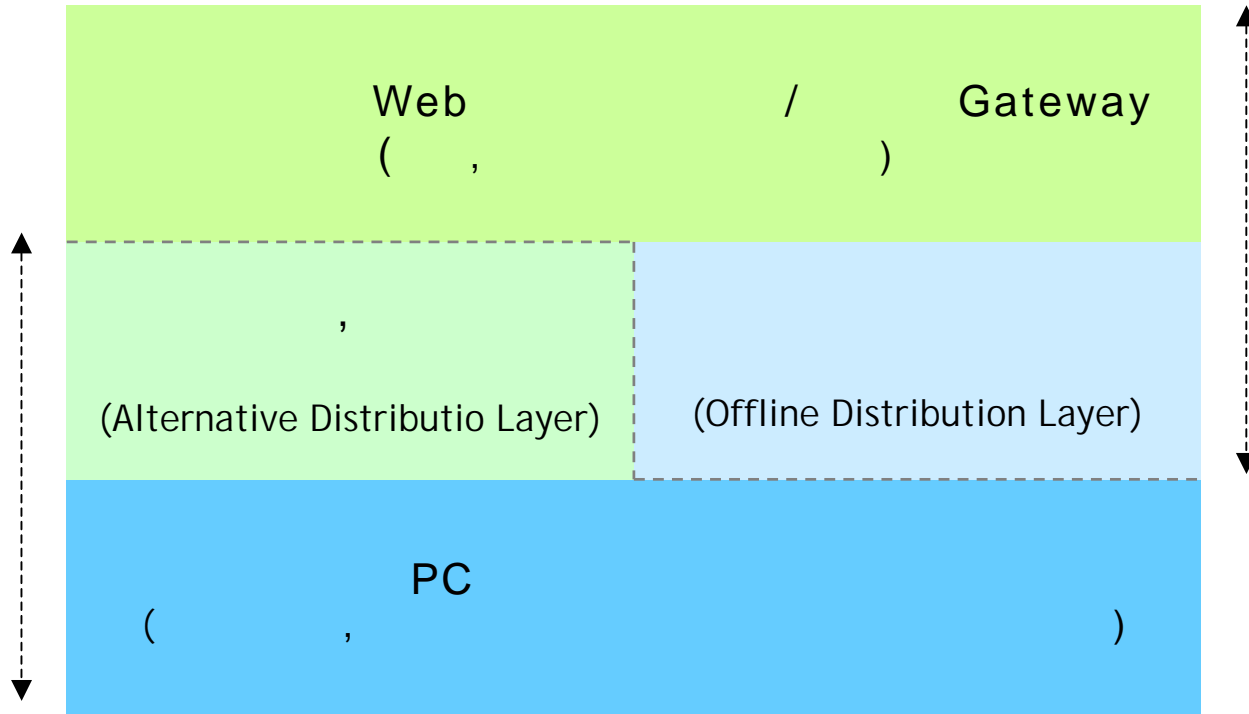 Web / Gateway
( , )
,
(Alternative Distributio Layer)
(Offline Distribution Layer)
PC
( , )